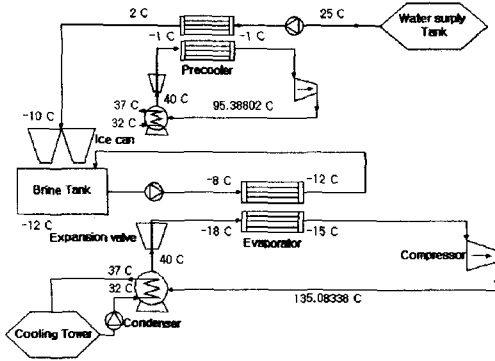 2 C
25 C
Water surply
Tank
-1 C
-1 C
Precooler
40 C
37 C
32 C
95.38802 C
-10 C
Ice can
Brine Tank
-8 C
-12 C
-12 C
Expansion valve
-18 C
Evaporator
-15 C
Compressor
40 C
37 C
32 C
135.08338 C
Condenser
Cooling Tower